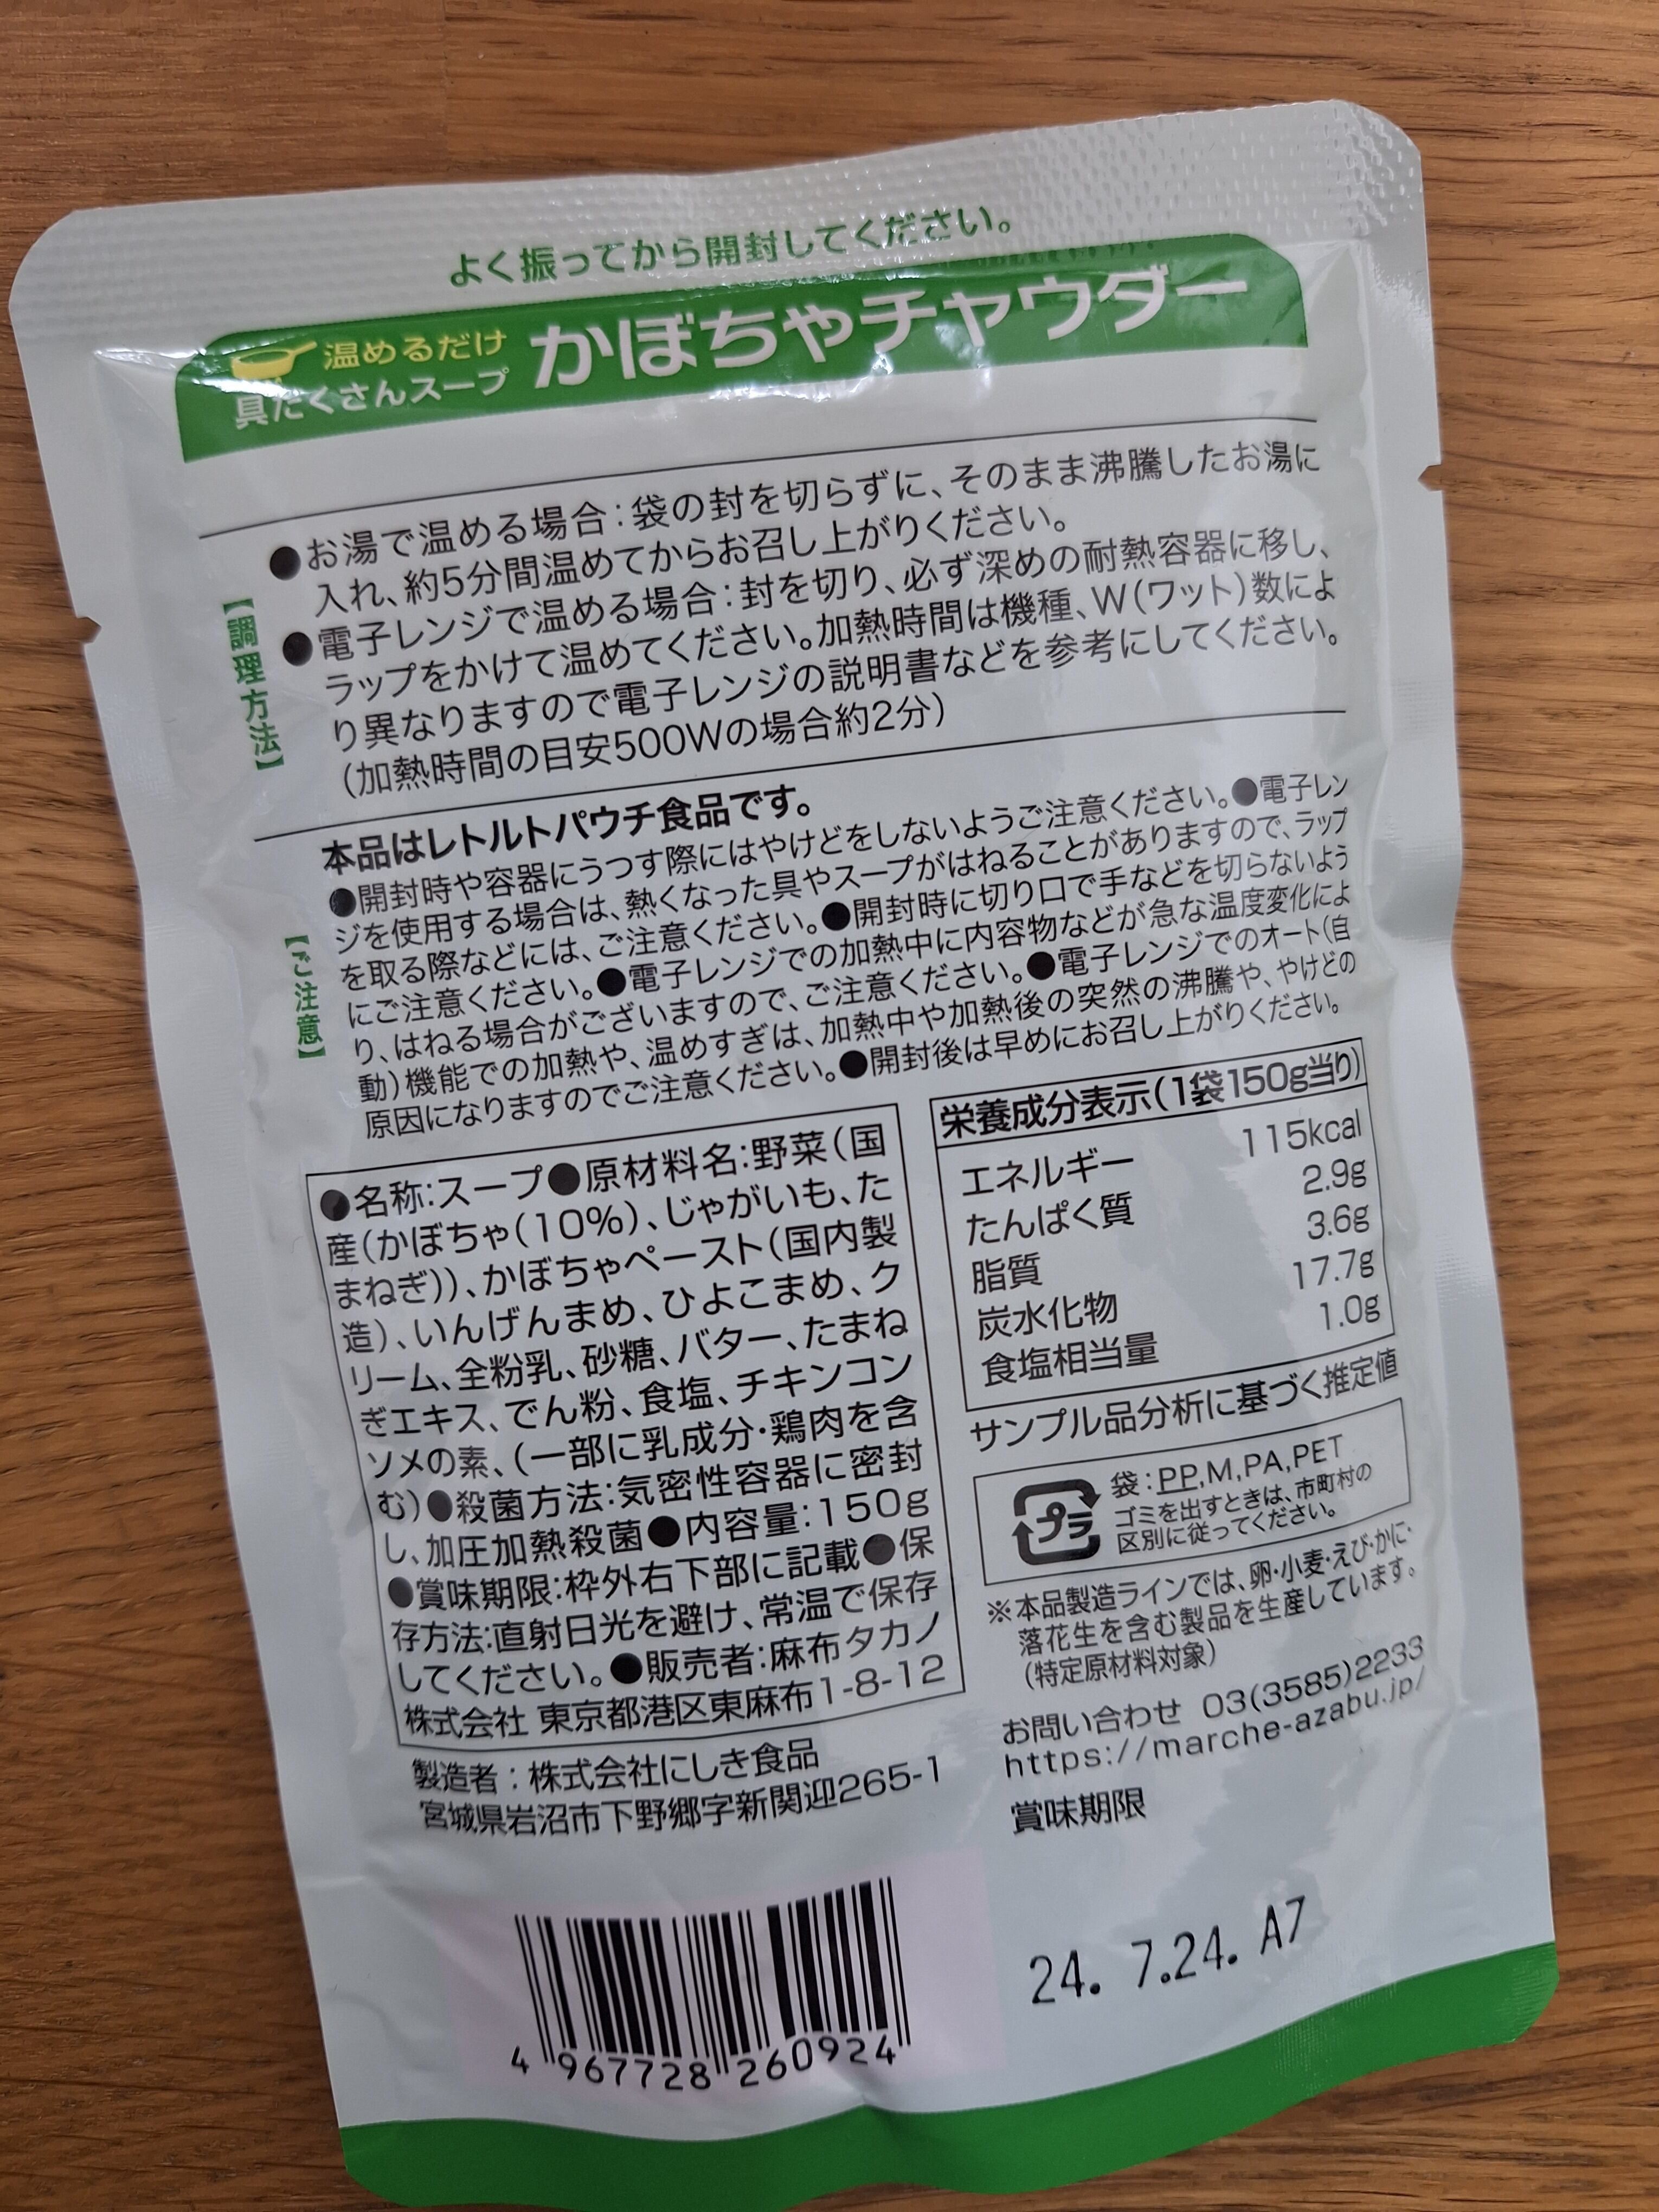 よく振ってから開封してください。
温めるだけ
具だくさんスープ
かぼちゃチャウダー
【調理方法】
●お湯で温める場合：袋の封を切らずに、そのまま沸騰したお湯に
入れ、約5分間温めてからお召し上がりください。
●電子レンジで温める場合：封を切り、必ず深めの耐熱容器に移し、
ラップをかけて温めてください。加熱時間は機種、W（ワット）数によ
り異なりますので電子レンジの説明書などを参考にしてください。
（加熱時間の目安500Wの場合約2分）
【ご注意】
本品はレトルトパウチ食品です。
●開封時や容器にうつす際にはやけどをしないようご注意ください。●電子レン
ジを使用する場合は、熱くなった具やスープがはねることがありますので、ラップ
を取る際などには、ご注意ください。●開封時に切り口で手などを切らないよう
にご注意ください。●電子レンジでの加熱中に内容物などが急な温度変化によ
り、はねる場合がございますので、ご注意ください。●電子レンジでのオート（自
動）機能での加熱や、温めすぎは、加熱中や加熱後の突然の沸騰や、やけどの
原因になりますのでご注意ください。●開封後は早めにお召し上がりください。
●名称：スープ●原材料名：野菜（国
産（かぼちゃ（10％）、じゃがいも、た
まねぎ））、かぼちゃペースト（国内製
造）、いんげんまめ、ひよこまめ、ク
リーム、全粉乳、砂糖、バター、たまね
ぎエキス、でん粉、食塩、チキンコン
ソメの素、（一部に乳成分・鶏肉を含
む）●殺菌方法：気密性容器に密封
し、加圧加熱殺菌●内容量：150g
●賞味期限：枠外右下部に記載●保
存方法：直射日光を避け、常温で保存
してください。●販売者：麻布タカノ
株式会社 東京都港区東麻布1-8-12
製造者：株式会社にしき食品
宮城県岩沼市下野郷字新関迎265-1
栄養成分表示（1袋150g当り）
エネルギー 115kcal
たんぱく質 2.9g
脂質 3.6g
炭水化物 17.7g
食塩相当量 1.0g
サンプル品分析に基づく推定値
プラ
袋：PP,M,PA,PET
ゴミを出すときは、市町村の
区別に従ってください。
※本品製造ラインでは、卵・小麦・えび・かに・
落花生を含む製品を生産しています。
（特定原材料対象）
お問い合わせ 03(3585)2233
https://marche-azabu.jp/
賞味期限
24. 7.24. A7
4 967728 260924